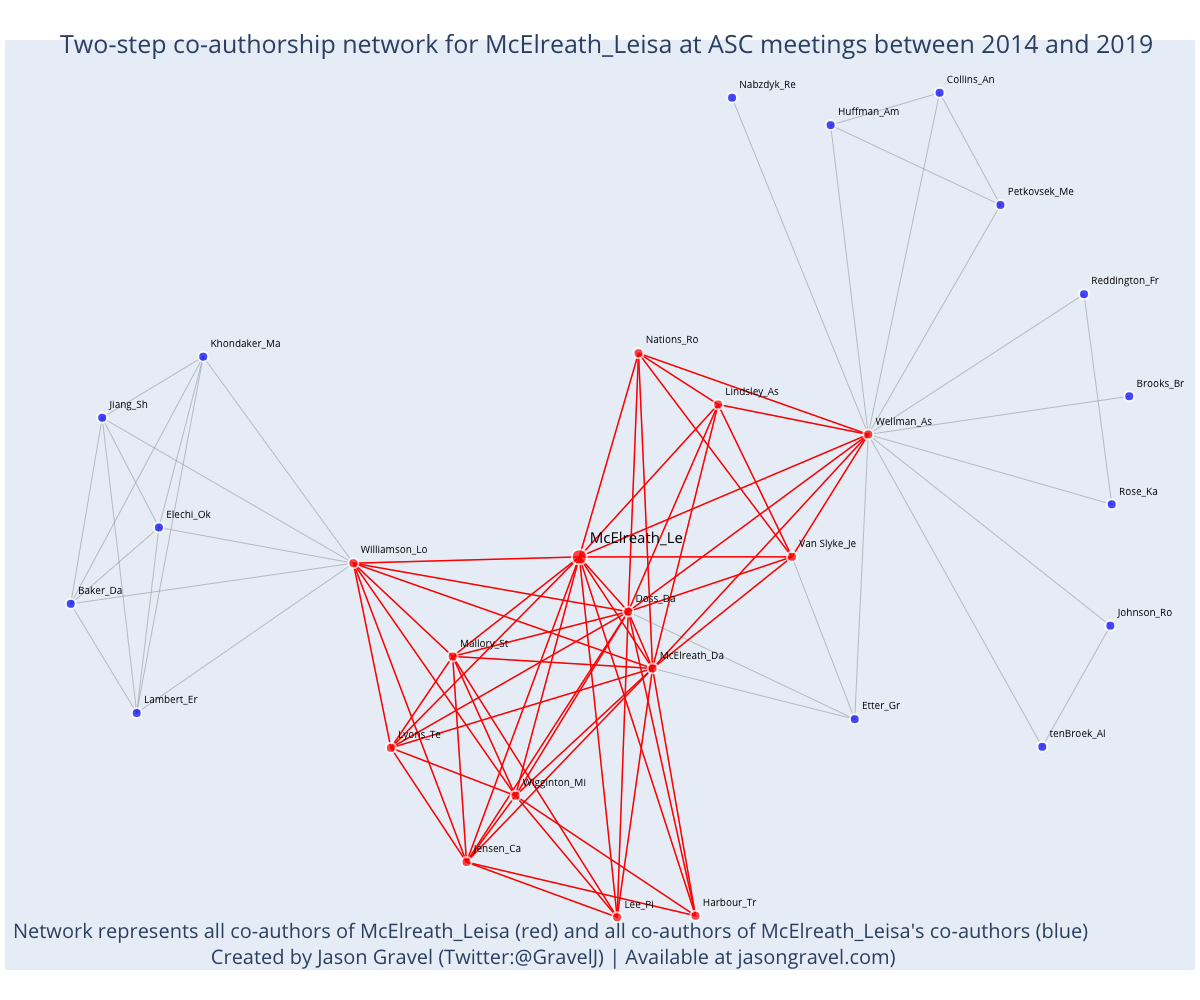 Two-step co-authorship network for McElreath_Leisa at ASC meetings between 2014 and 2019
Nabzdyk_Re
Collins_An
Huffman_Am
Petkovsek_Me
Reddington_Fr
Khondaker_Ma
Nations_Ro
Brooks_Br
Lindsley_As
Jiang_Sh
Wellman_As
Rose_Ka
Elechi_Ok
McElreath_Le
Van Slyke_Je
Williamson_Lo
Baker_Da
Doss_Da
Johnson_Ro
Mallory_St
McElreath_Da
Lambert_Er
Etter_Gr
Lyons_Te
tenBroek_Al
Wigginton_Mi
Jensen_Ca
Lee_Pi
Harbour_Tr
Network represents all co-authors of McElreath_Leisa (red) and all co-authors of McElreath_Leisa's co-authors (blue)
Created by Jason Gravel (Twitter:@GravelJ) | Available at jasongravel.com)